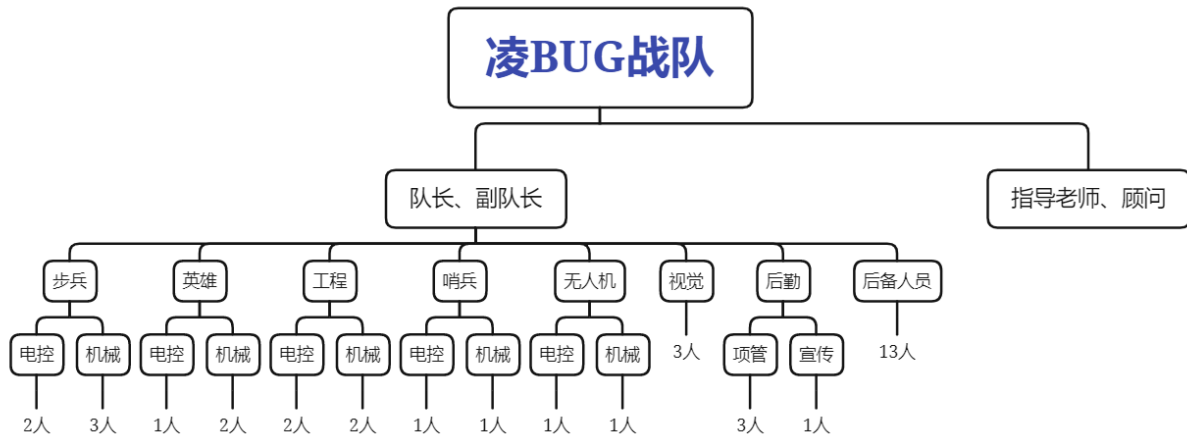 凌BUG战队
队长、副队长
指导老师、顾问
步兵
英雄
工程
哨兵
无人机
视觉
后勤
后备人员
电控
机械
电控
机械
电控
机械
电控
机械
电控
机械
3人
项管
宣传
13人
2人
3人
1人
2人
2人
2人
1人
1人
1人
1人
3人
1人